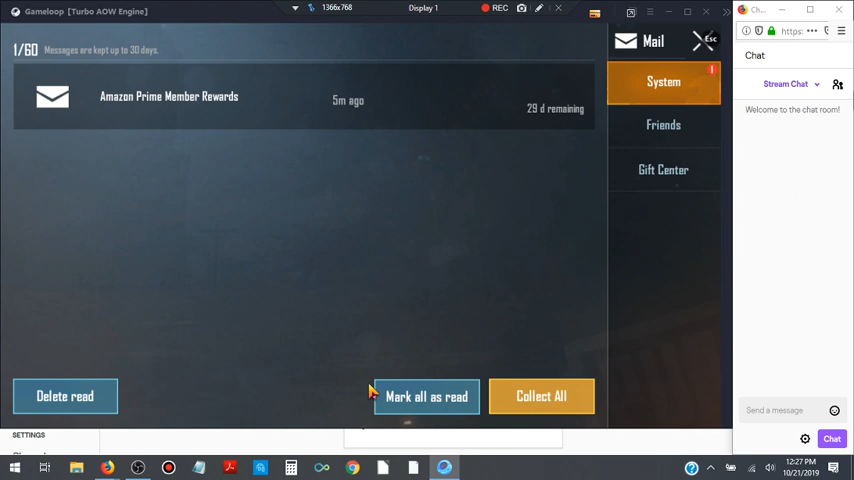 Gameloop [Turbo AOW Engine]
1366x768
Display 1
REC
Ch...
1/60 Messages are kept up to 30 days.
Mail
Esc
https:
Chat
Amazon Prime Member Rewards
5m ago
29 d remaining
System
!
Friends
Gift Center
Stream Chat
Welcome to the chat room!
Delete read
Mark all as read
Collect All
Send a message
Chat
SETTINGS
12:27 PM
10/21/2019